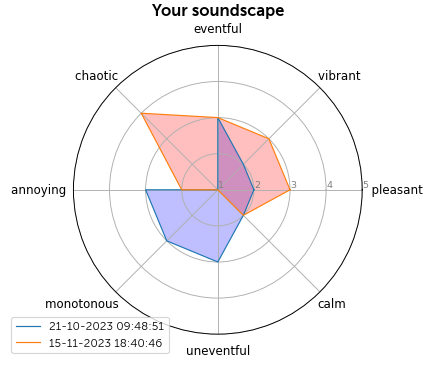 Your soundscape
eventful
chaotic
vibrant
annoying
1 2 3 4 5
pleasant
monotonous
calm
21-10-2023 09:48:51
15-11-2023 18:40:46
uneventful